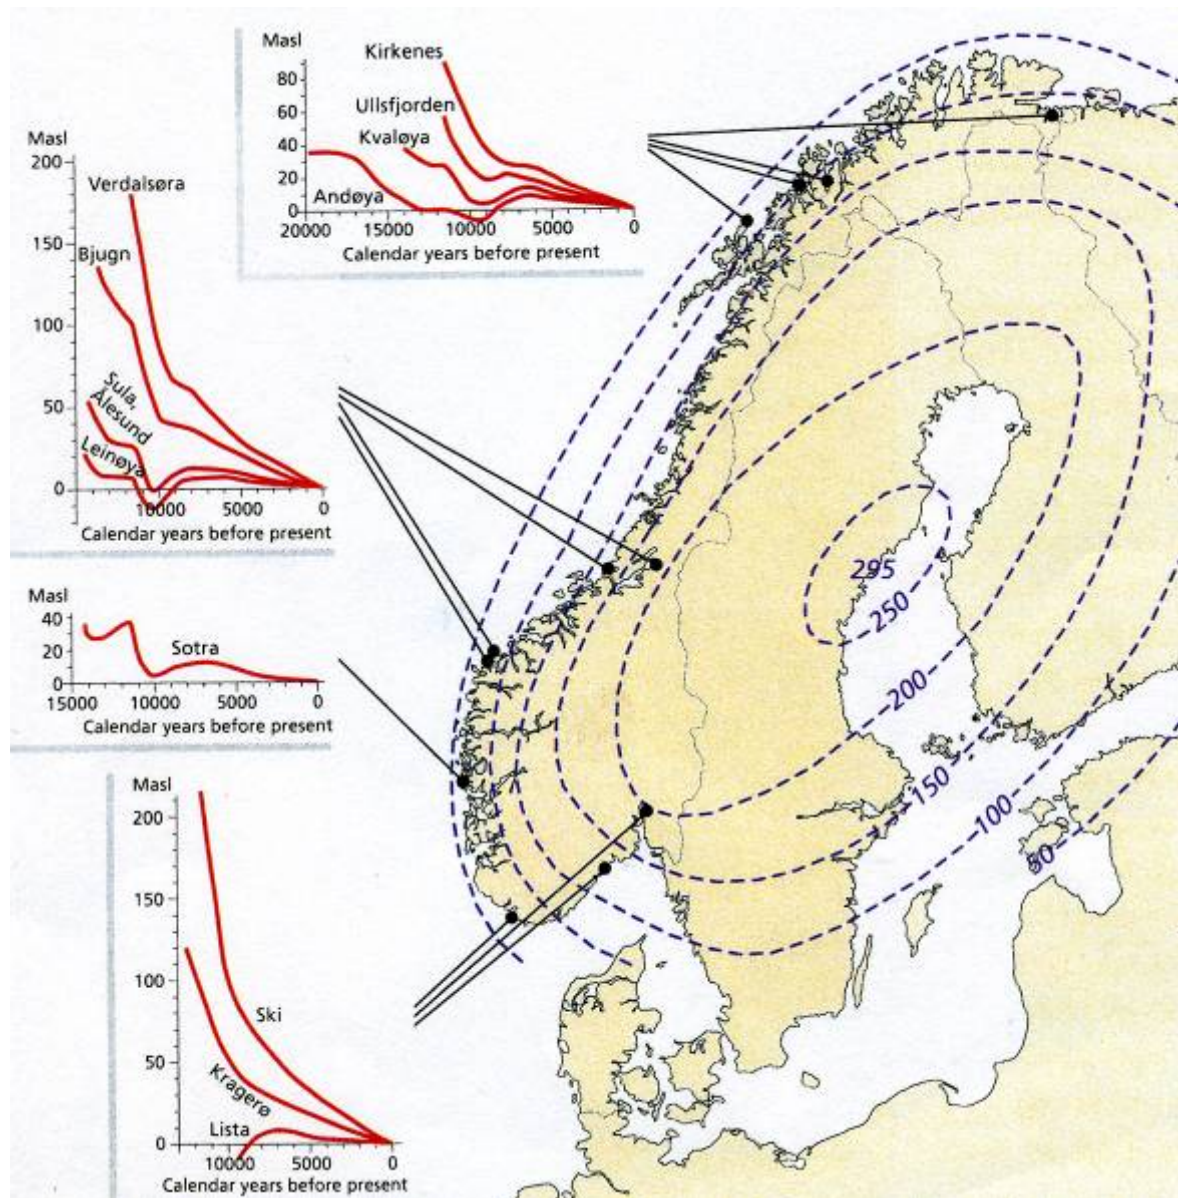 Masl
80
60
40
20
0
Kirkenes
Ullsfjorden
Kvaløya
Andøya
20000 15000 10000 5000 0
Calendar years before present
Masl
200
150
100
50
0
Verdalsøra
Bjugn
Sula,
Ålesund
Leinøya
10000 5000 0
Calendar years before present
Masl
40
20
0
Sotra
15000 10000 5000 0
Calendar years before present
Masl
200
150
100
50
0
Ski
Kragerø
Lista
10000 5000 0
Calendar years before present
295
250
200
150
100
50